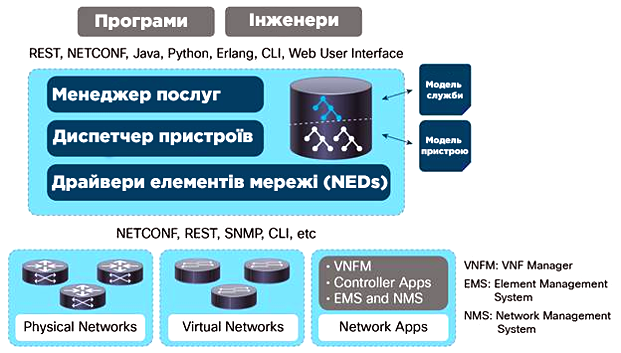 Програми
Інженери
REST, NETCONF, Java, Python, Erlang, CLI, Web User Interface
Менеджер послуг
Диспетчер пристроїв
Драйвери елементів мережі (NEDs)
Модель
служби
Модель
пристрою
NETCONF, REST, SNMP, CLI, etc
Physical Networks
Virtual Networks
• VNFM
• Controller Apps
• EMS and NMS
Network Apps
VNFM: VNF Manager
EMS: Element Management
System
NMS: Network Management
System